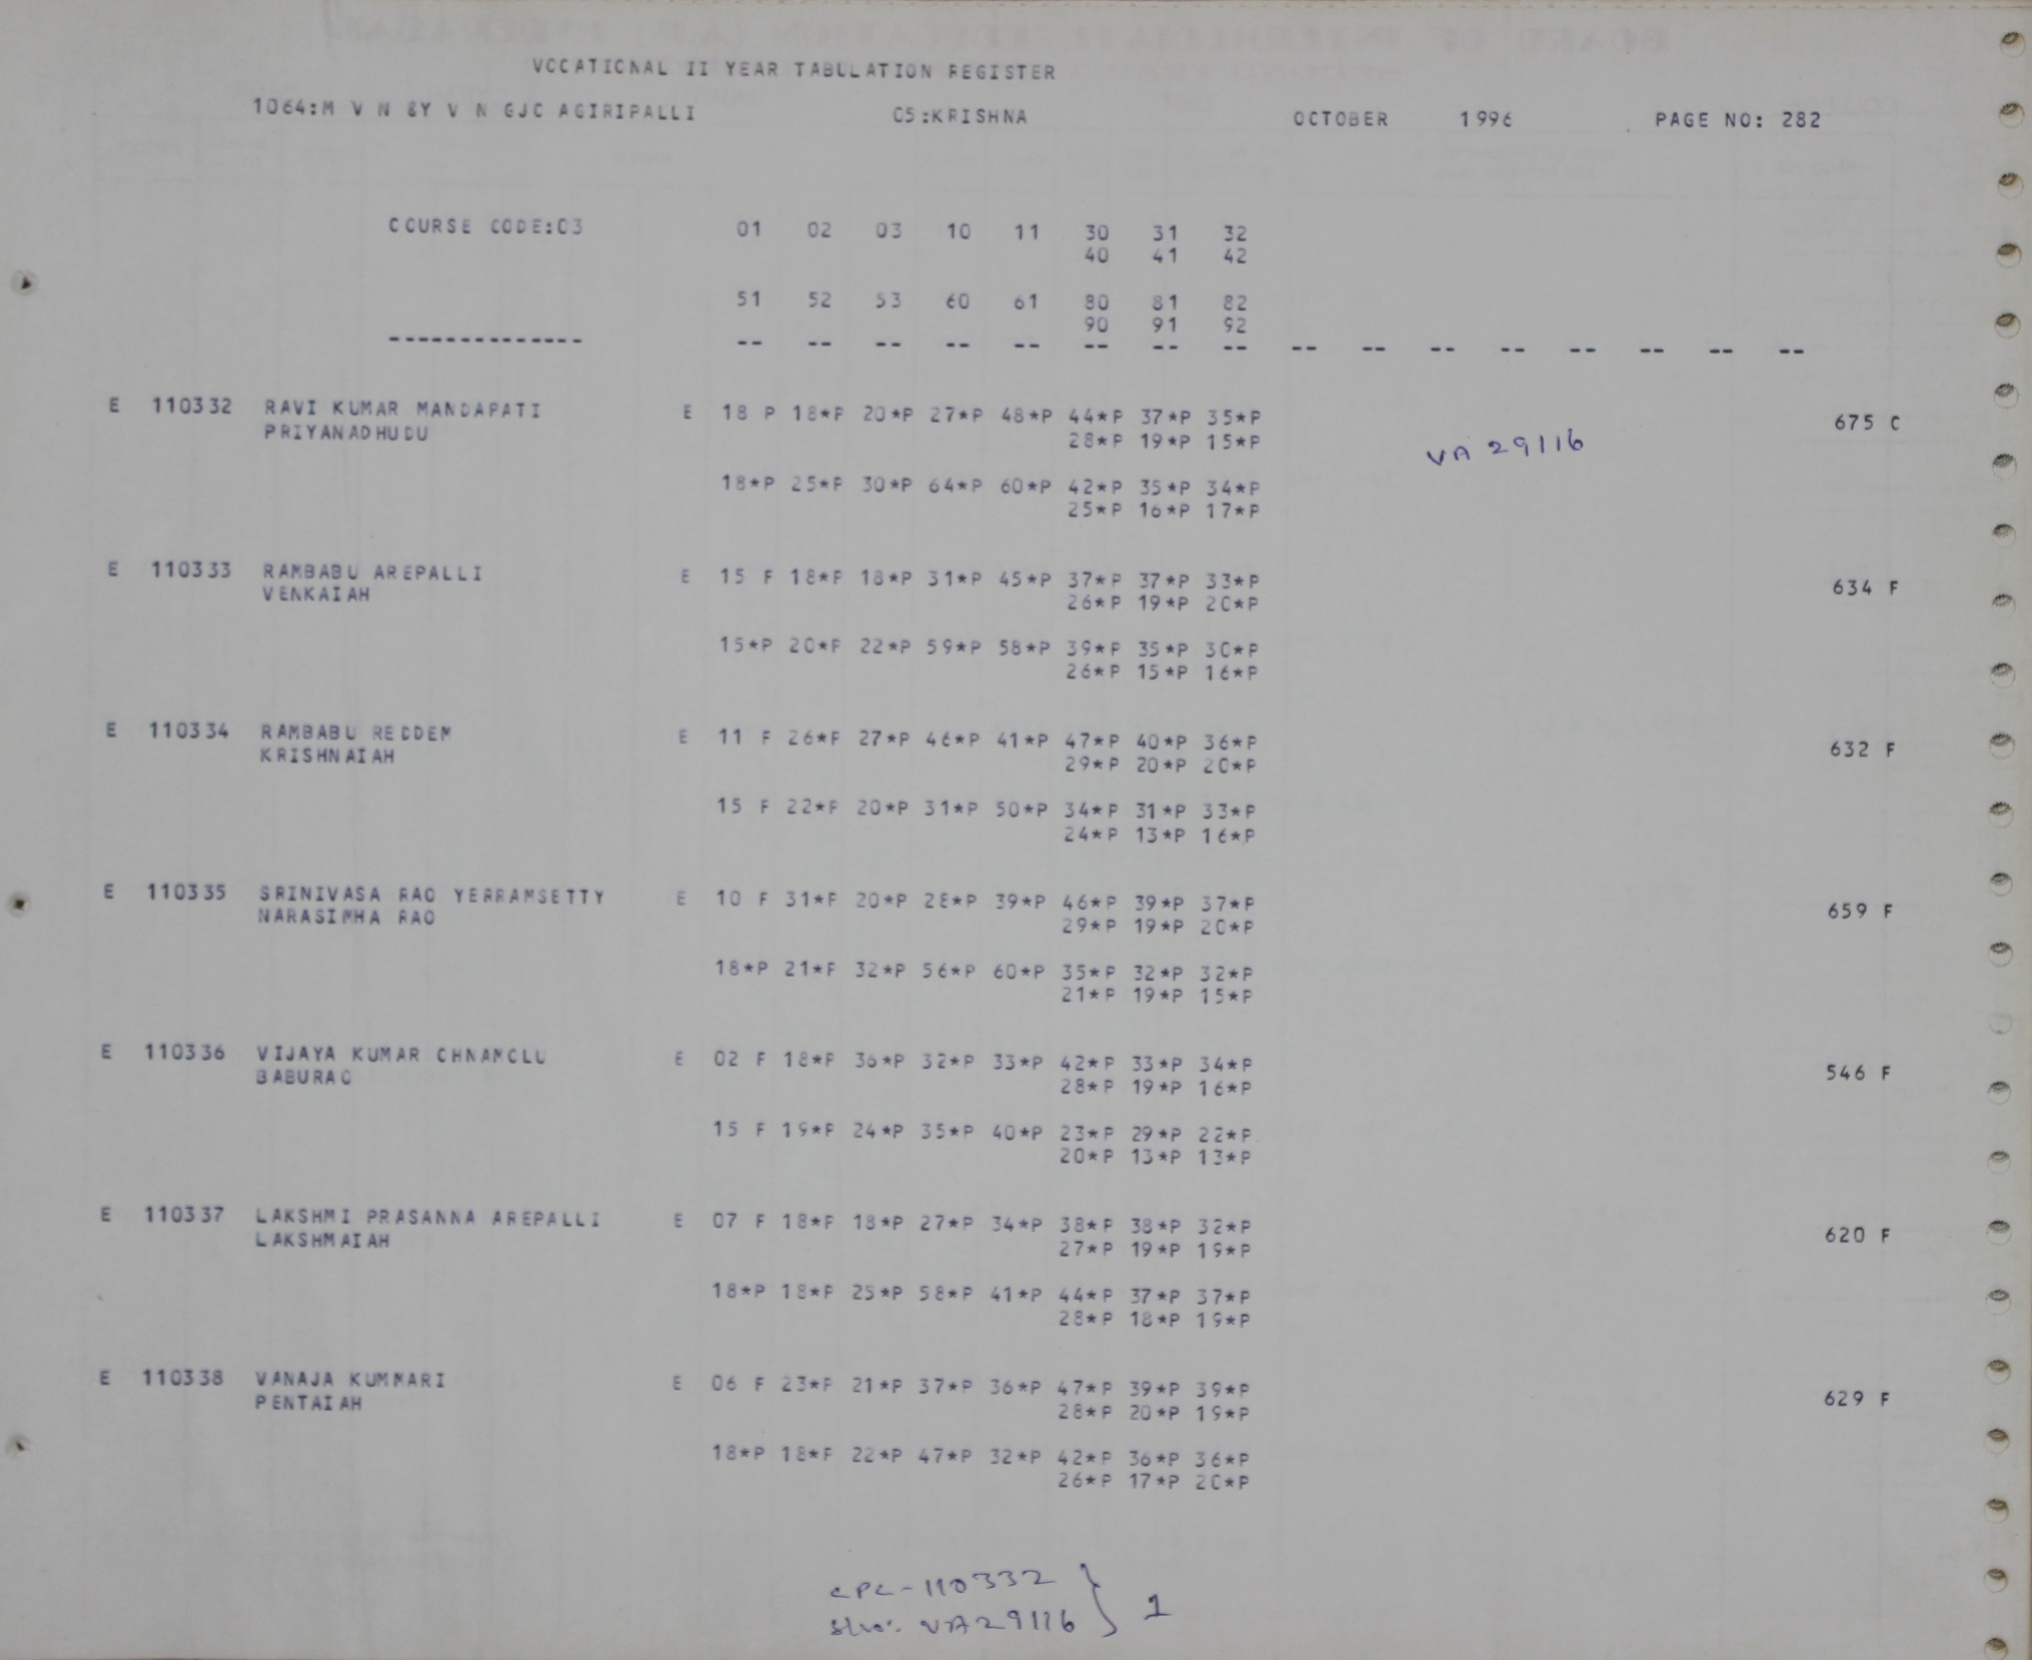 VOCATIONAL II YEAR TABULATION REGISTER
1064:M V N &Y V N GJC AGIRIPALLI C5:KRISHNA OCTOBER 1996 PAGE NO: 282
COURSE CODE:03 01 02 03 10 11 30 31 32
40 41 42
51 52 53 60 61 80 81 82
90 91 92
-------------- -- -- -- -- -- -- -- -- -- -- -- -- -- -- -- --
E 110332 RAVI KUMAR MANDAPATI E 18 P 18*P 20*P 27*P 48*P 44*P 37*P 35*P 675 C
PRIYANADHUDU 28*P 19*P 15*P
VA 29116
18*P 25*P 30*P 64*P 60*P 42*P 35*P 34*P
25*P 16*P 17*P
E 110333 RAMBABU AREPALLI E 15 F 18*P 18*P 31*P 45*P 37*P 37*P 33*P 634 F
VENKAIAH 26*P 19*P 20*P
15*P 20*P 22*P 59*P 58*P 39*P 35*P 30*P
26*P 15*P 16*P
E 110334 RAMBABU REDDEM E 11 F 26*P 27*P 46*P 41*P 47*P 40*P 36*P 632 F
KRISHNAIAH 29*P 20*P 20*P
15 F 22*P 20*P 31*P 50*P 34*P 31*P 33*P
24*P 13*P 16*P
E 110335 SRINIVASA RAO YERRAMSETTY E 10 F 31*P 20*P 28*P 39*P 46*P 39*P 37*P 659 F
NARASIMHA RAO 29*P 19*P 20*P
18*P 21*P 32*P 56*P 60*P 35*P 32*P 32*P
21*P 19*P 15*P
E 110336 VIJAYA KUMAR CHNAMOLU E 02 F 18*P 36*P 32*P 33*P 42*P 33*P 34*P 546 F
BABURAO 28*P 19*P 16*P
15 F 19*P 24*P 35*P 40*P 23*P 29*P 22*P
20*P 13*P 13*P
E 110337 LAKSHMI PRASANNA AREPALLI E 07 F 18*P 18*P 27*P 34*P 38*P 38*P 32*P 620 F
LAKSHMAIAH 27*P 19*P 19*P
18*P 18*P 25*P 58*P 41*P 44*P 37*P 37*P
28*P 18*P 19*P
E 110338 VANAJA KUMMARI E 06 F 23*P 21*P 37*P 36*P 47*P 39*P 39*P 629 F
PENTAIAH 28*P 20*P 19*P
18*P 18*P 22*P 47*P 32*P 42*P 36*P 36*P
26*P 17*P 20*P
CPC-110332
VA29116 } 1